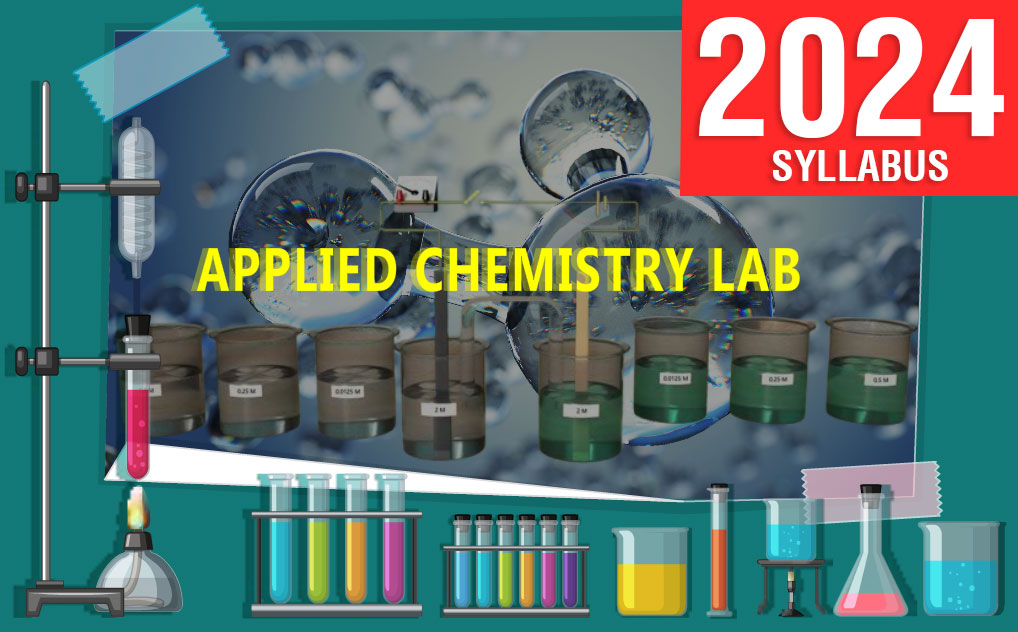 2024
SYLLABUS
APPLIED CHEMISTRY LAB
0.25 M
0.0125 M
2 M
2 M
0.0125 M
0.25 M
0.5 M